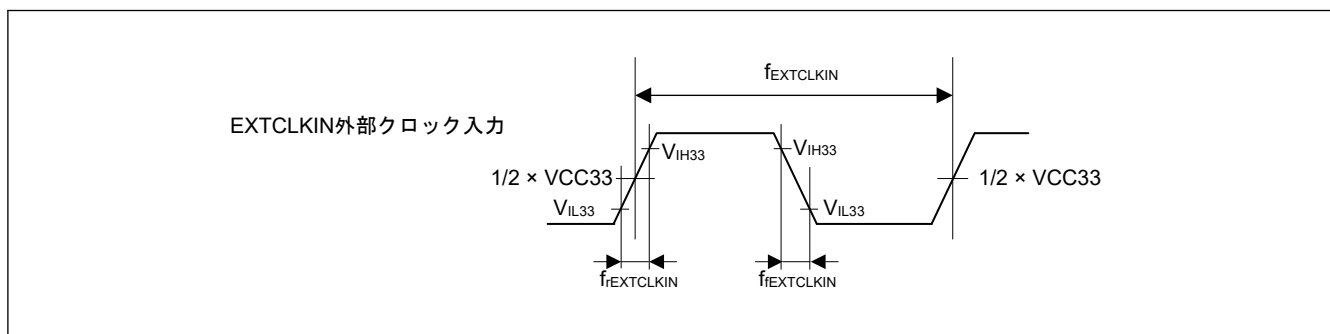 fEXTCLKIN
EXTCLKIN外部クロック入力
VIH33
VIH33
1/2 × VCC33
1/2 × VCC33
VIL33
VIL33
frEXTCLKIN
ffEXTCLKIN